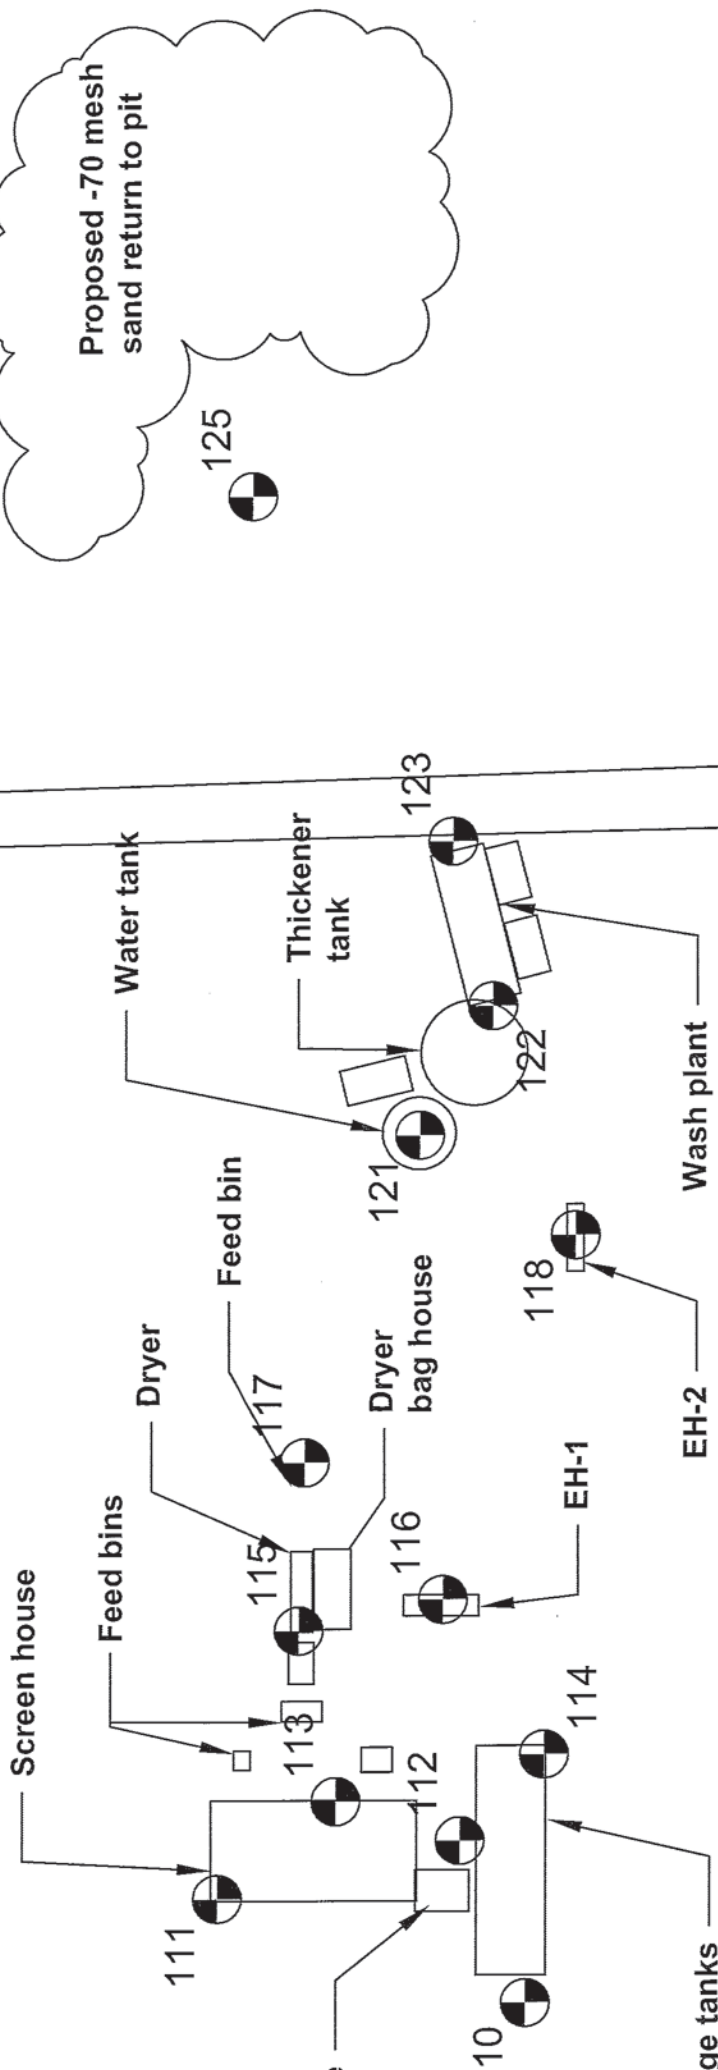 Proposed -70 mesh
sand return to pit
125
123
Water tank
Thickener
tank
122
Wash plant
121
Feed bin
118
EH-2
Dryer
117
Dryer
bag house
EH-1
Feed bins
115
116
Screen house
113
114
112
111
10
ge tanks